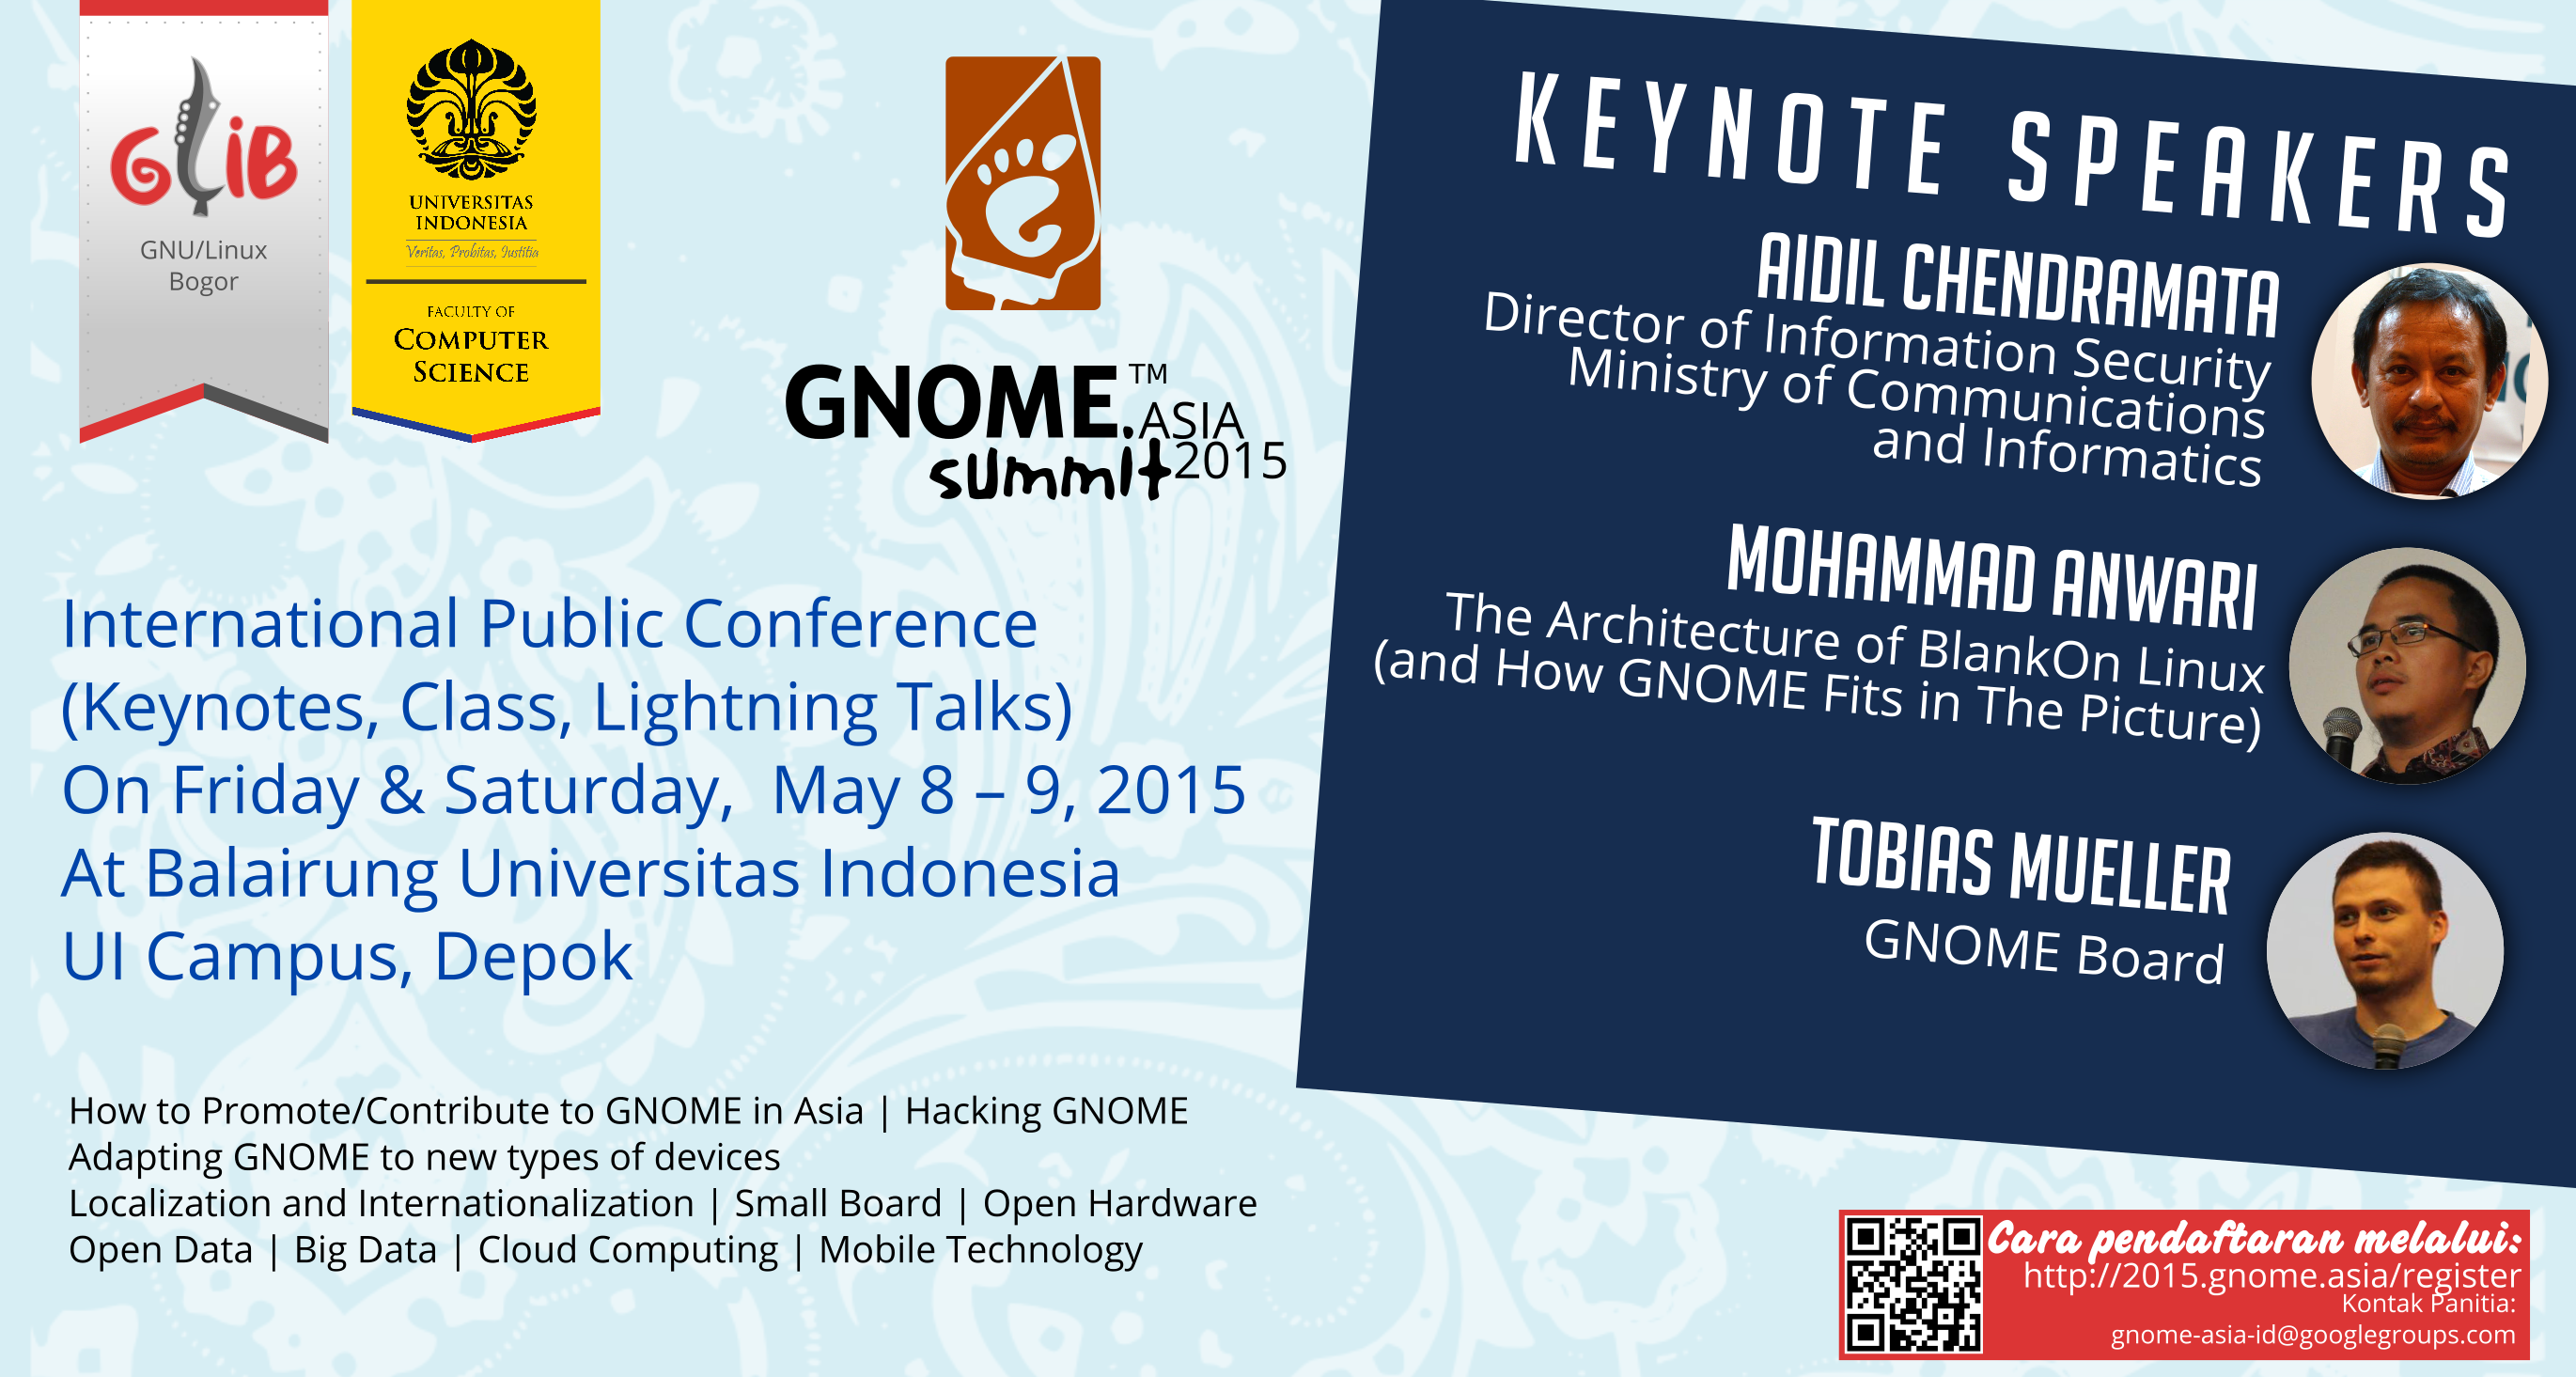 GLiB
GNU/Linux
Bogor
UNIVERSITAS
INDONESIA
Veritas, Probitas, Iustitia
FACULTY OF
COMPUTER
SCIENCE
GNOME.™
ASIA
summit 2015
International Public Conference
(Keynotes, Class, Lightning Talks)
On Friday & Saturday, May 8 – 9, 2015
At Balairung Universitas Indonesia
UI Campus, Depok
How to Promote/Contribute to GNOME in Asia | Hacking GNOME
Adapting GNOME to new types of devices
Localization and Internationalization | Small Board | Open Hardware
Open Data | Big Data | Cloud Computing | Mobile Technology
KEYNOTE SPEAKERS
AIDIL CHENDRAMATA
Director of Information Security
Ministry of Communications
and Informatics
MOHAMMAD ANWARI
The Architecture of BlankOn Linux
(and How GNOME Fits in The Picture)
TOBIAS MUELLER
GNOME Board
Cara pendaftaran melalui:
http://2015.gnome.asia/register
Kontak Panitia:
gnome-asia-id@googlegroups.com